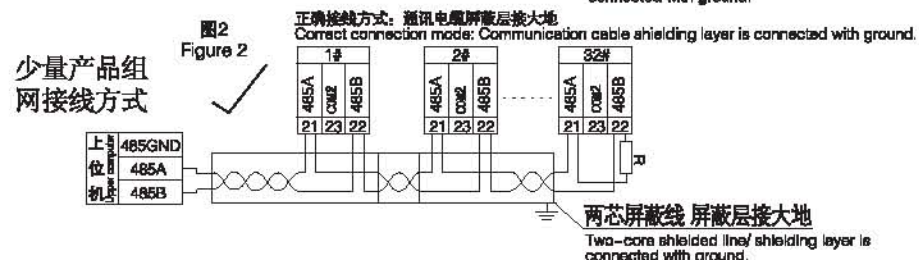 图2
Figure 2
正确接线方式：通讯电缆屏蔽层接大地
Correct connection mode: Communication cable shielding layer is connected with ground.
少量产品组
网接线方式
1# 2# 32#
485A com2 485B 485A com2 485B 485A com2 485B
21 23 22 21 23 22 21 23 22
上位机 Upper computer
485GND
485A
485B
R
两芯屏蔽线 屏蔽层接大地
Two-core shielded line/ shielding layer is
connected with ground.